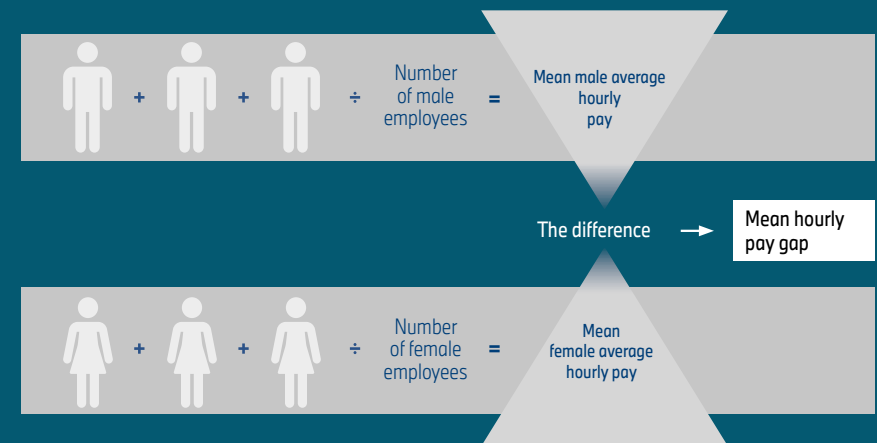 + + ÷ Number
of male
employees
=
Mean male average
hourly
pay
The difference →
Mean hourly
pay gap
+ + ÷ Number
of female
employees
=
Mean
female average
hourly pay